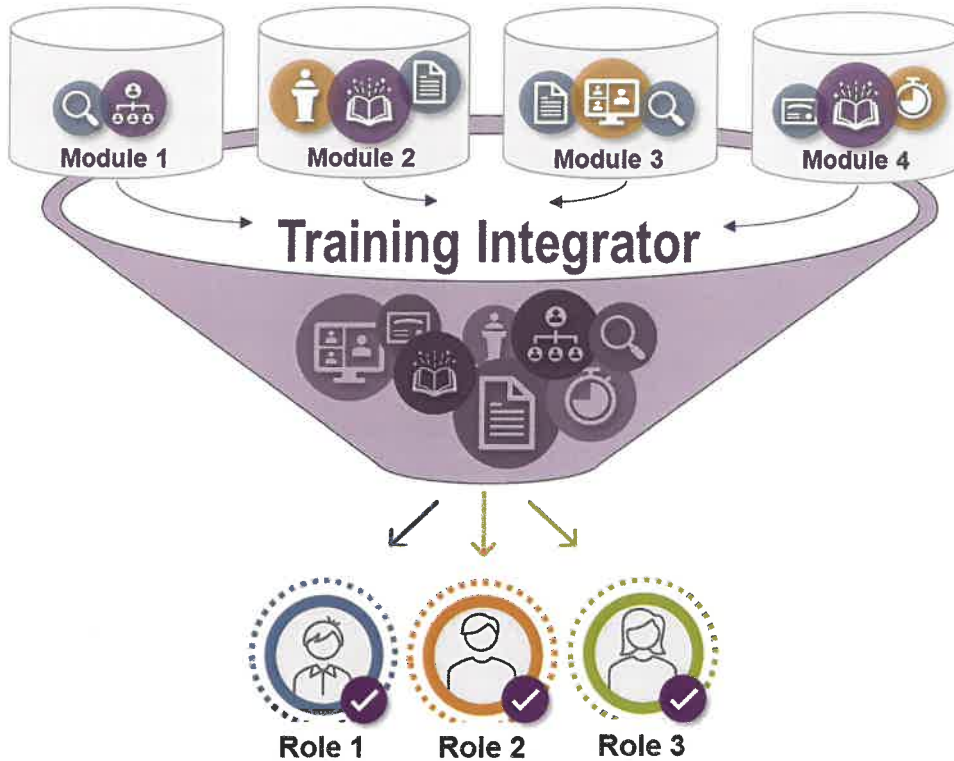 Module 1
Module 2
Module 3
Module 4
Training Integrator
Role 1
Role 2
Role 3